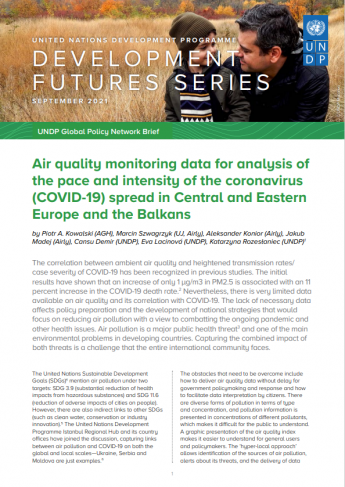 UNITED NATIONS DEVELOPMENT PROGRAMME
DEVELOPMENT
FUTURES SERIES
SEPTEMBER 2021
U N
D P
UNDP Global Policy Network Brief
Air quality monitoring data for analysis of
the pace and intensity of the coronavirus
(COVID-19) spread in Central and Eastern
Europe and the Balkans
by Piotr A. Kowalski (AGH), Marcin Szwagrzyk (UJ, Airly), Aleksander Konior (Airly), Jakub
Madej (Airly), Cansu Demir (UNDP), Eva Lacinová (UNDP), Katarzyna Rozesłaniec (UNDP)¹
The correlation between ambient air quality and heightened transmission rates/
case severity of COVID-19 has been recognized in previous studies. The initial
results have shown that an increase of only 1 μg/m3 in PM2.5 is associated with an 11
percent increase in the COVID-19 death rate.² Nevertheless, there is very limited data
available on air quality and its correlation with COVID-19. The lack of necessary data
affects policy preparation and the development of national strategies that would
focus on reducing air pollution with a view to combatting the ongoing pandemic and
other health issues. Air pollution is a major public health threat³ and one of the main
environmental problems in developing countries. Capturing the combined impact of
both threats is a challenge that the entire international community faces.
The United Nations Sustainable Development
Goals (SDGs)⁴ mention air pollution under two
targets: SDG 3.9 (substantial reduction of health
impacts from hazardous substances) and SDG 11.6
(reduction of adverse impacts of cities on people).
However, there are also indirect links to other SDGs
(such as clean water, conservation or industry
innovation).⁵ The United Nations Development
Programme Istanbul Regional Hub and its country
offices have joined the discussion, capturing links
between air pollution and COVID-19 on both the
global and local scales—Ukraine, Serbia and
Moldova are just examples.⁶
The obstacles that need to be overcome include
how to deliver air quality data without delay for
government policymaking and response and how
to facilitate data interpretation by citizens. There
are diverse forms of pollution in terms of type
and concentration, and pollution information is
presented in concentrations of different pollutants,
which makes it difficult for the public to understand.
A graphic presentation of the air quality index
makes it easier to understand for general users
and policymakers. The 'hyper-local approach'
allows identification of the sources of air pollution,
alerts about its threats, and the delivery of data
1